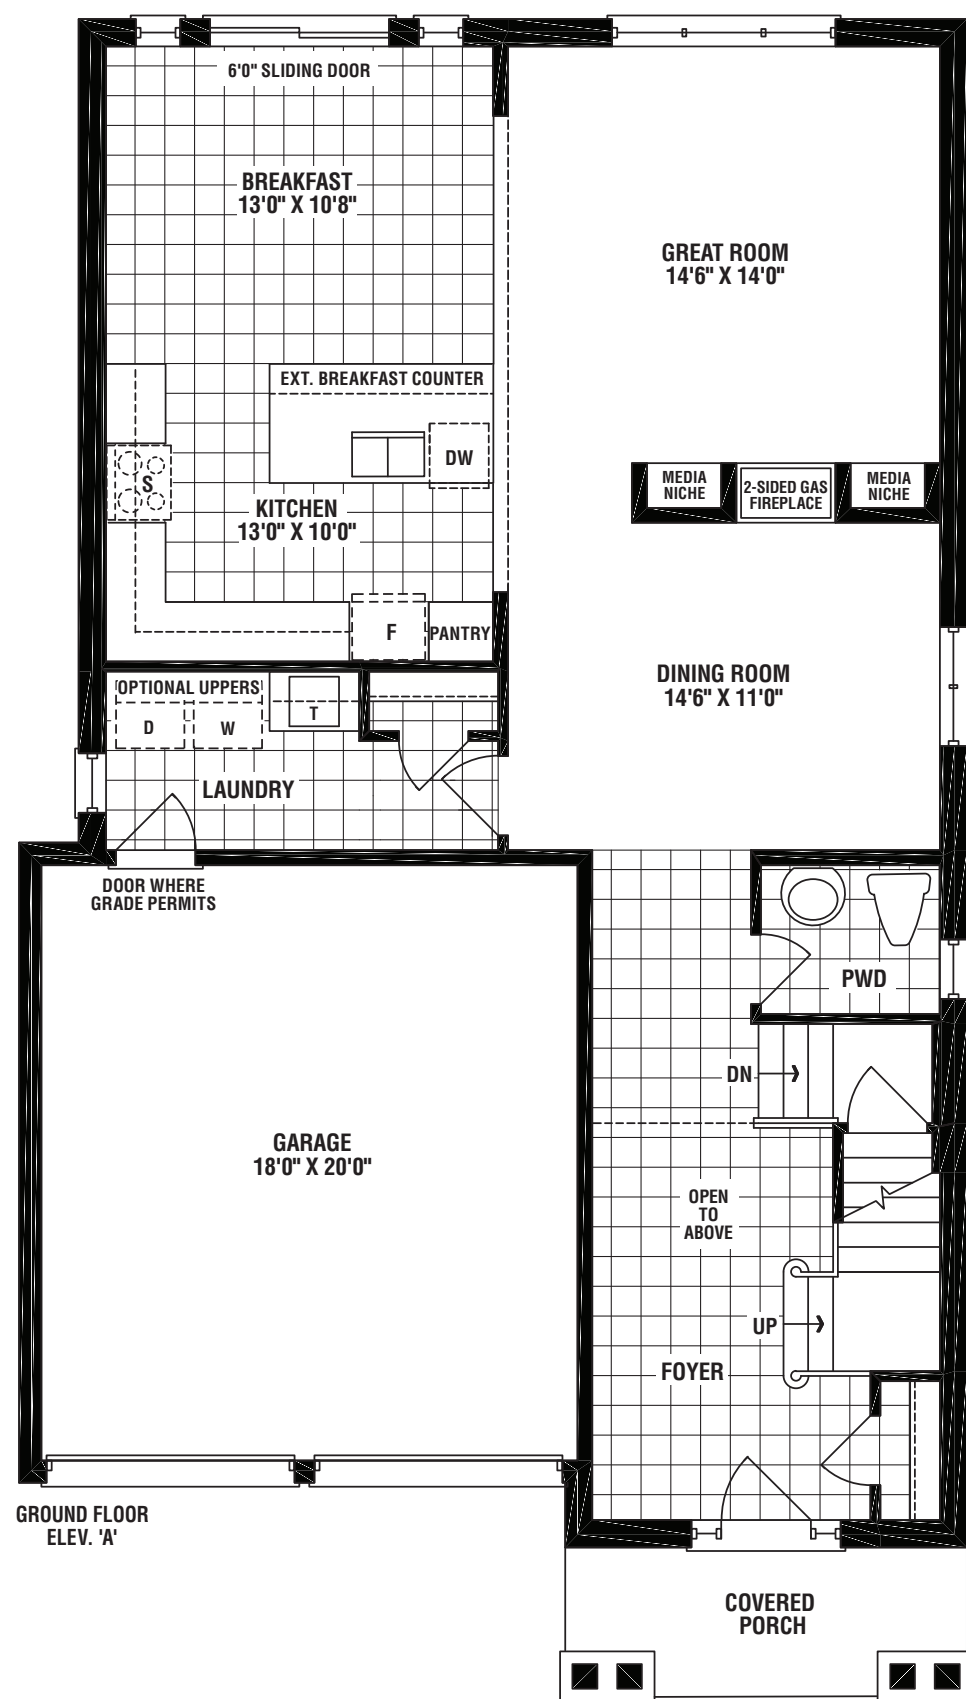 6'0" SLIDING DOOR
BREAKFAST
13'0" X 10'8"
GREAT ROOM
14'6" X 14'0"
EXT. BREAKFAST COUNTER
DW
S
KITCHEN
13'0" X 10'0"
MEDIA
NICHE
2-SIDED GAS
FIREPLACE
MEDIA
NICHE
F
PANTRY
DINING ROOM
14'6" X 11'0"
OPTIONAL UPPERS
D
W
T
LAUNDRY
DOOR WHERE
GRADE PERMITS
PWD
DN
GARAGE
18'0" X 20'0"
OPEN
TO
ABOVE
UP
FOYER
GROUND FLOOR
ELEV. 'A'
COVERED
PORCH